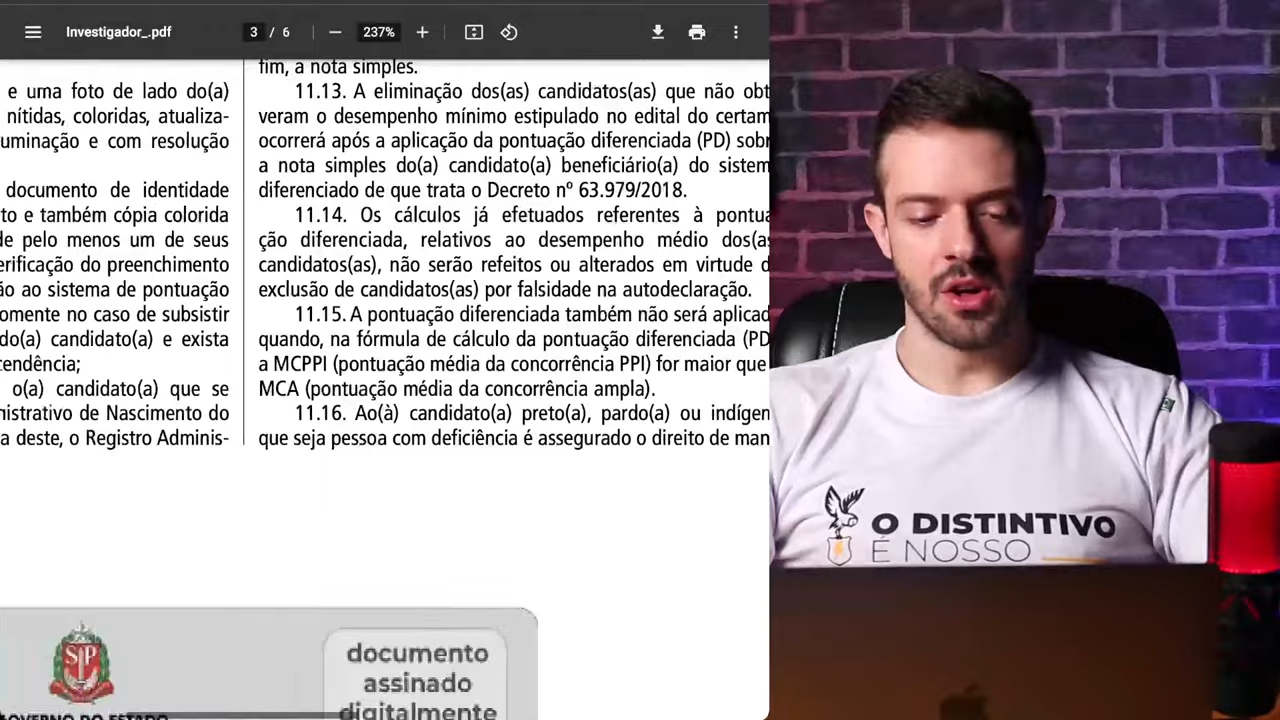 Investigador_.pdf
3 / 6
237%
e uma foto de lado do(a)
nítidas, coloridas, atualiza-
uminação e com resolução
documento de identidade
to e também cópia colorida
de pelo menos um de seus
erificação do preenchimento
ão ao sistema de pontuação
omente no caso de subsistir
do(a) candidato(a) e exista
cendência;
o(a) candidato(a) que se
nistrativo de Nascimento do
a deste, o Registro Adminis-
fim, a nota simples.
11.13. A eliminação dos(as) candidatos(as) que não obt
veram o desempenho mínimo estipulado no edital do certam
ocorrerá após a aplicação da pontuação diferenciada (PD) sobr
a nota simples do(a) candidato(a) beneficiário(a) do sistem
diferenciado de que trata o Decreto nº 63.979/2018.
11.14. Os cálculos já efetuados referentes à pontua
ção diferenciada, relativos ao desempenho médio dos(as
candidatos(as), não serão refeitos ou alterados em virtude d
exclusão de candidatos(as) por falsidade na autodeclaração.
11.15. A pontuação diferenciada também não será aplicad
quando, na fórmula de cálculo da pontuação diferenciada (PD
a MCPPI (pontuação média da concorrência PPI) for maior que
MCA (pontuação média da concorrência ampla).
11.16. Ao(à) candidato(a) preto(a), pardo(a) ou indígen
que seja pessoa com deficiência é assegurado o direito de man
SP
GOVERNO DO ESTADO
documento
assinado
digitalmente
O DISTINTIVO
É NOSSO